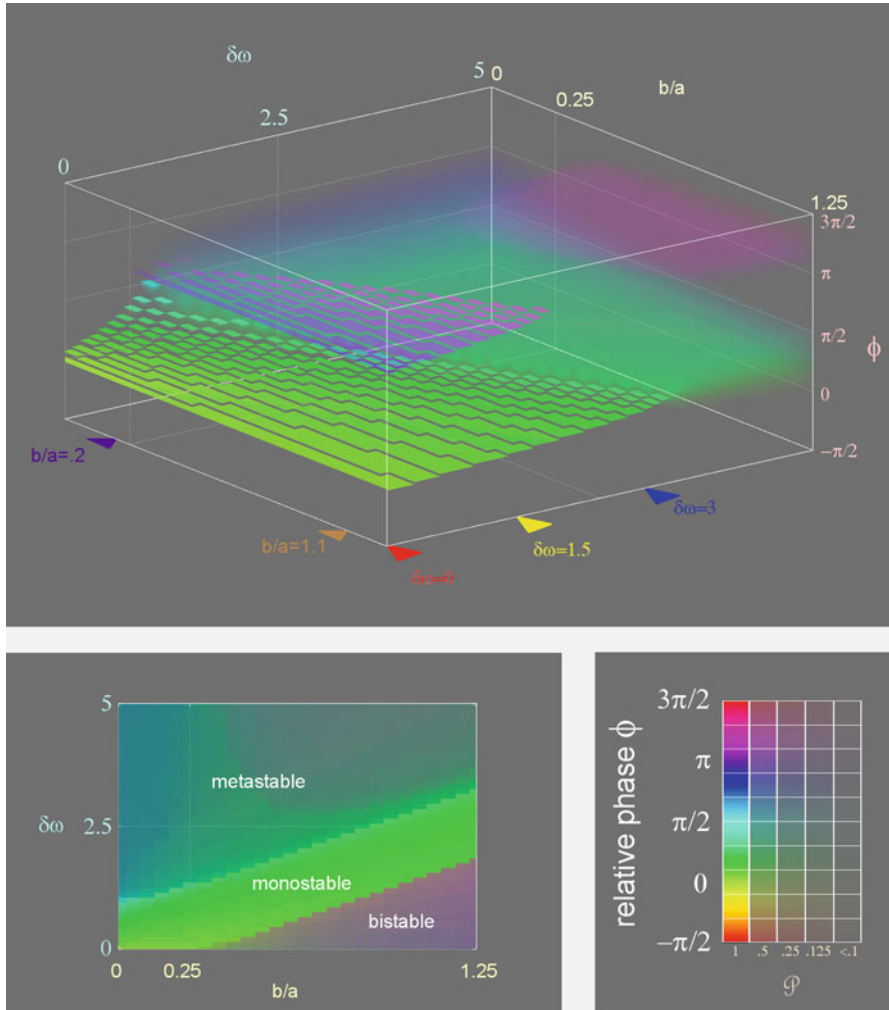 δω
5
0
b/a
0.25
2.5
0
1.25
3π/2
π
π/2
ϕ
0
−π/2
b/a=.2
b/a=1.1
δω=0
δω=1.5
δω=3
5
metastable
δω
2.5
monostable
bistable
0
0
0.25
1.25
b/a
relative phase ϕ
3π/2
π
π/2
0
−π/2
1 .5 .25 .125 <.1
𝒫